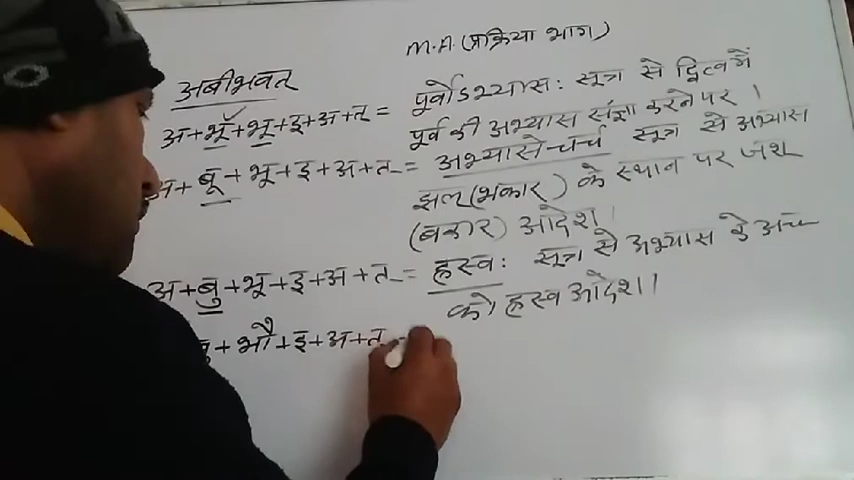 M.A.(प्रक्रिया भाग)
अबीभवत्
अ+भू+भू+इ+अ+त् = पूर्वोऽभ्यासः सूत्र से द्वित्व में
पूर्व की अभ्यास संज्ञा करने पर ।
अ+बू+भू+इ+अ+त् = अभ्यासे चर्च सूत्र से अभ्यास
झल् (भकार) के स्थान पर जश्
(बकार) आदेश ।
अ+बु+भू+इ+अ+त् = ह्रस्वः सूत्र से अभ्यास के अच्
को ह्रस्व आदेश ।
बु+भौ+इ+अ+त्